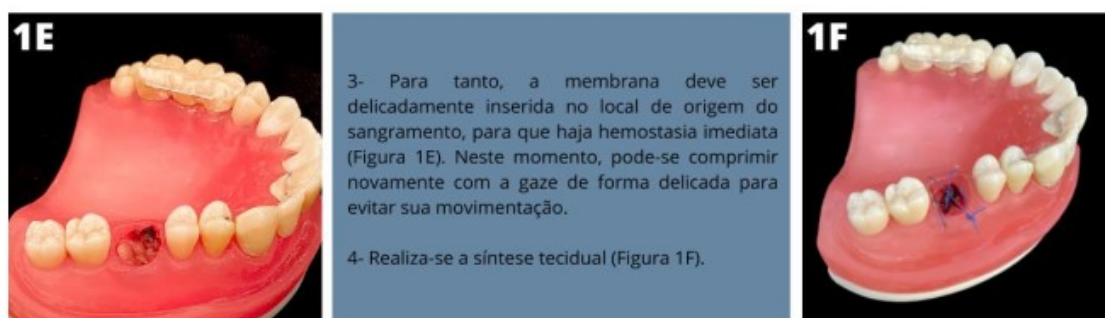 1E
3- Para tanto, a membrana deve ser
delicadamente inserida no local de origem do
sangramento, para que haja hemostasia imediata
(Figura 1E). Neste momento, pode-se comprimir
novamente com a gaze de forma delicada para
evitar sua movimentação.
4- Realiza-se a síntese tecidual (Figura 1F).
1F